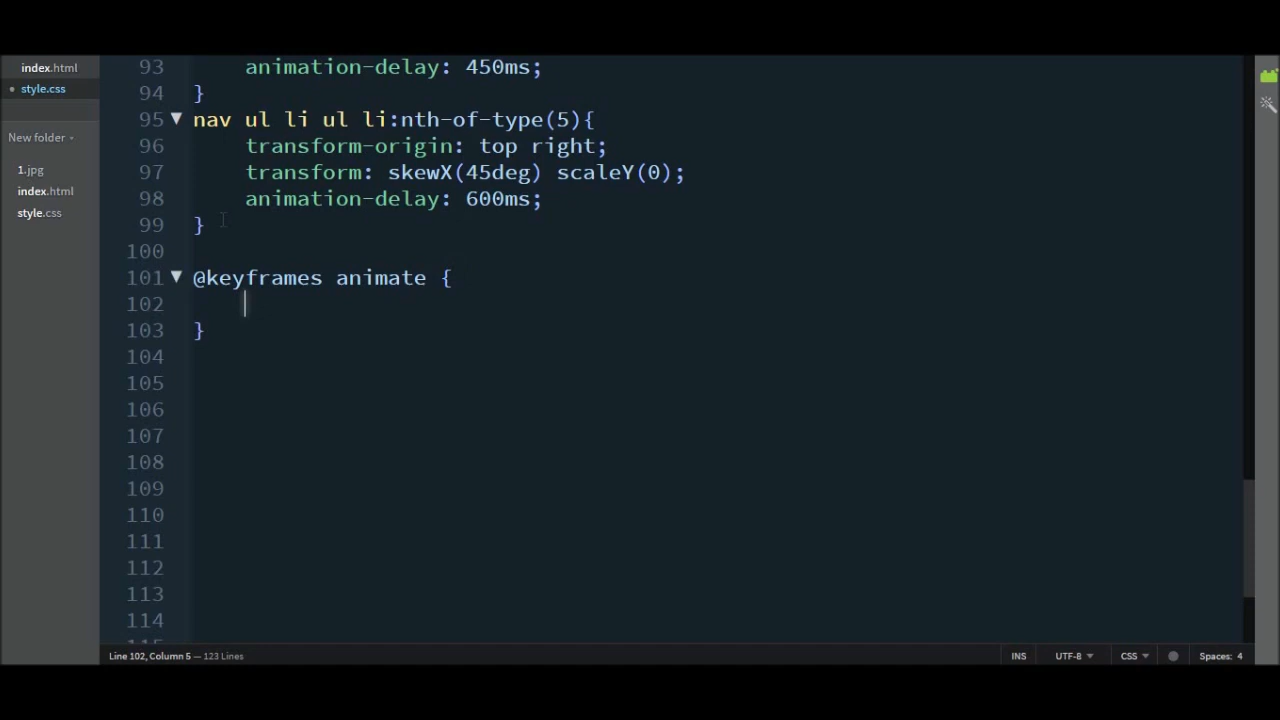 index.html
style.css
New folder
1.jpg
index.html
style.css
93 animation-delay: 450ms;
94 }
95 nav ul li ul li:nth-of-type(5){
96 transform-origin: top right;
97 transform: skewX(45deg) scaleY(0);
98 animation-delay: 600ms;
99 }
100
101 @keyframes animate {
102
103 }
104
105
106
107
108
109
110
111
112
113
114
Line 102, Column 5 — 123 Lines
INS UTF-8 CSS Spaces: 4